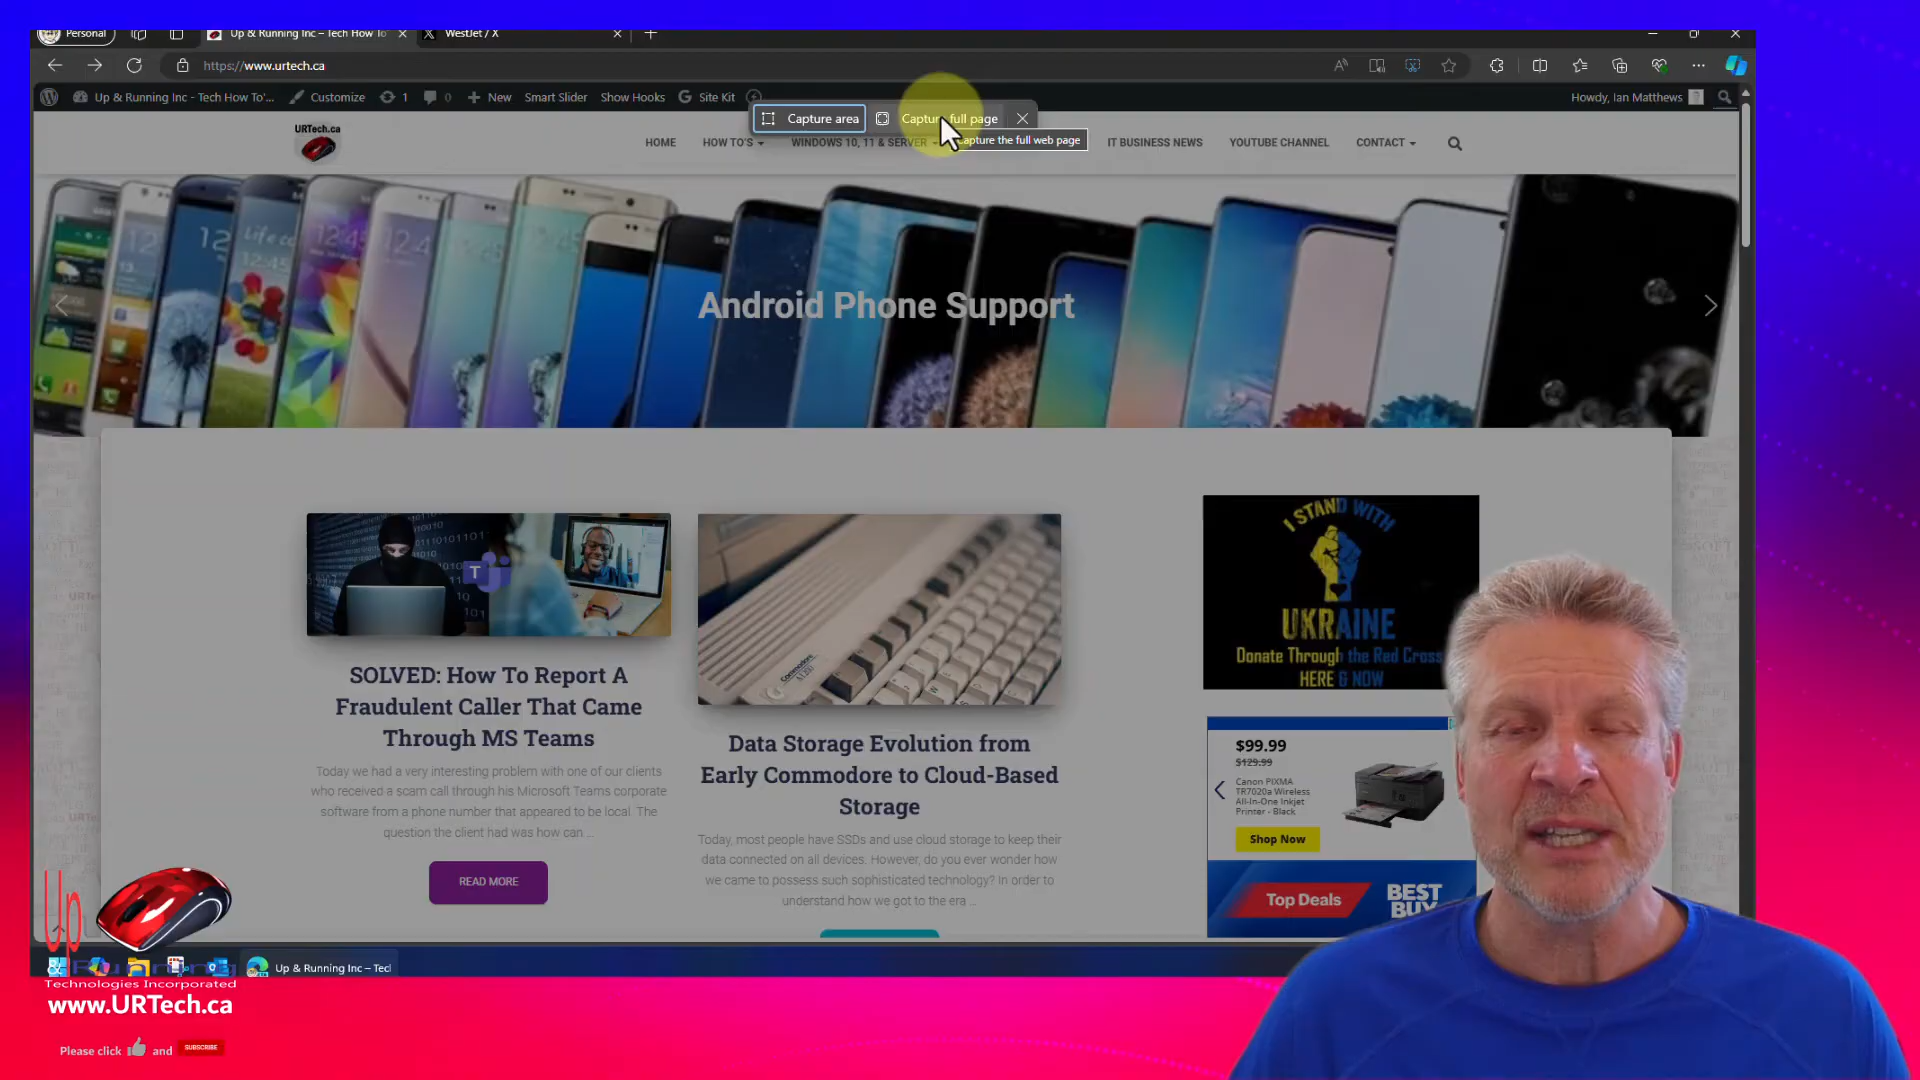 Personal
Up & Running Inc – Tech How To'
WestJet / X
https://www.urtech.ca
Up & Running Inc - Tech How To'...
Customize
1
0
New
Smart Slider
Show Hooks
Site Kit
Howdy, Ian Matthews
Capture area
Capture full page
Capture the full web page
URTech.ca
HOME
HOW TO'S
WINDOWS 10, 11 & SERVER
IT BUSINESS NEWS
YOUTUBE CHANNEL
CONTACT
Android Phone Support
I STAND WITH
UKRAINE
Donate Through the Red Cross
HERE & NOW
SOLVED: How To Report A
Fraudulent Caller That Came
Through MS Teams
Today we had a very interesting problem with one of our clients
who received a scam call through his Microsoft Teams corporate
software from a phone number that appeared to be local. The
question the client had was how can ...
READ MORE
Commodore
Data Storage Evolution from
Early Commodore to Cloud-Based
Storage
Today, most people have SSDs and use cloud storage to keep their
data connected on all devices. However, do you ever wonder how
we came to possess such sophisticated technology? In order to
understand how we got to the era ...
$99.99
$129.99
Canon PIXMA
TR7020a Wireless
All-In-One Inkjet
Printer - Black
Shop Now
Top Deals
BEST
BUY
Up
Running
Technologies Incorporated
www.URTech.ca
Up & Running Inc – Tecl
Please click
and
SUBSCRIBE